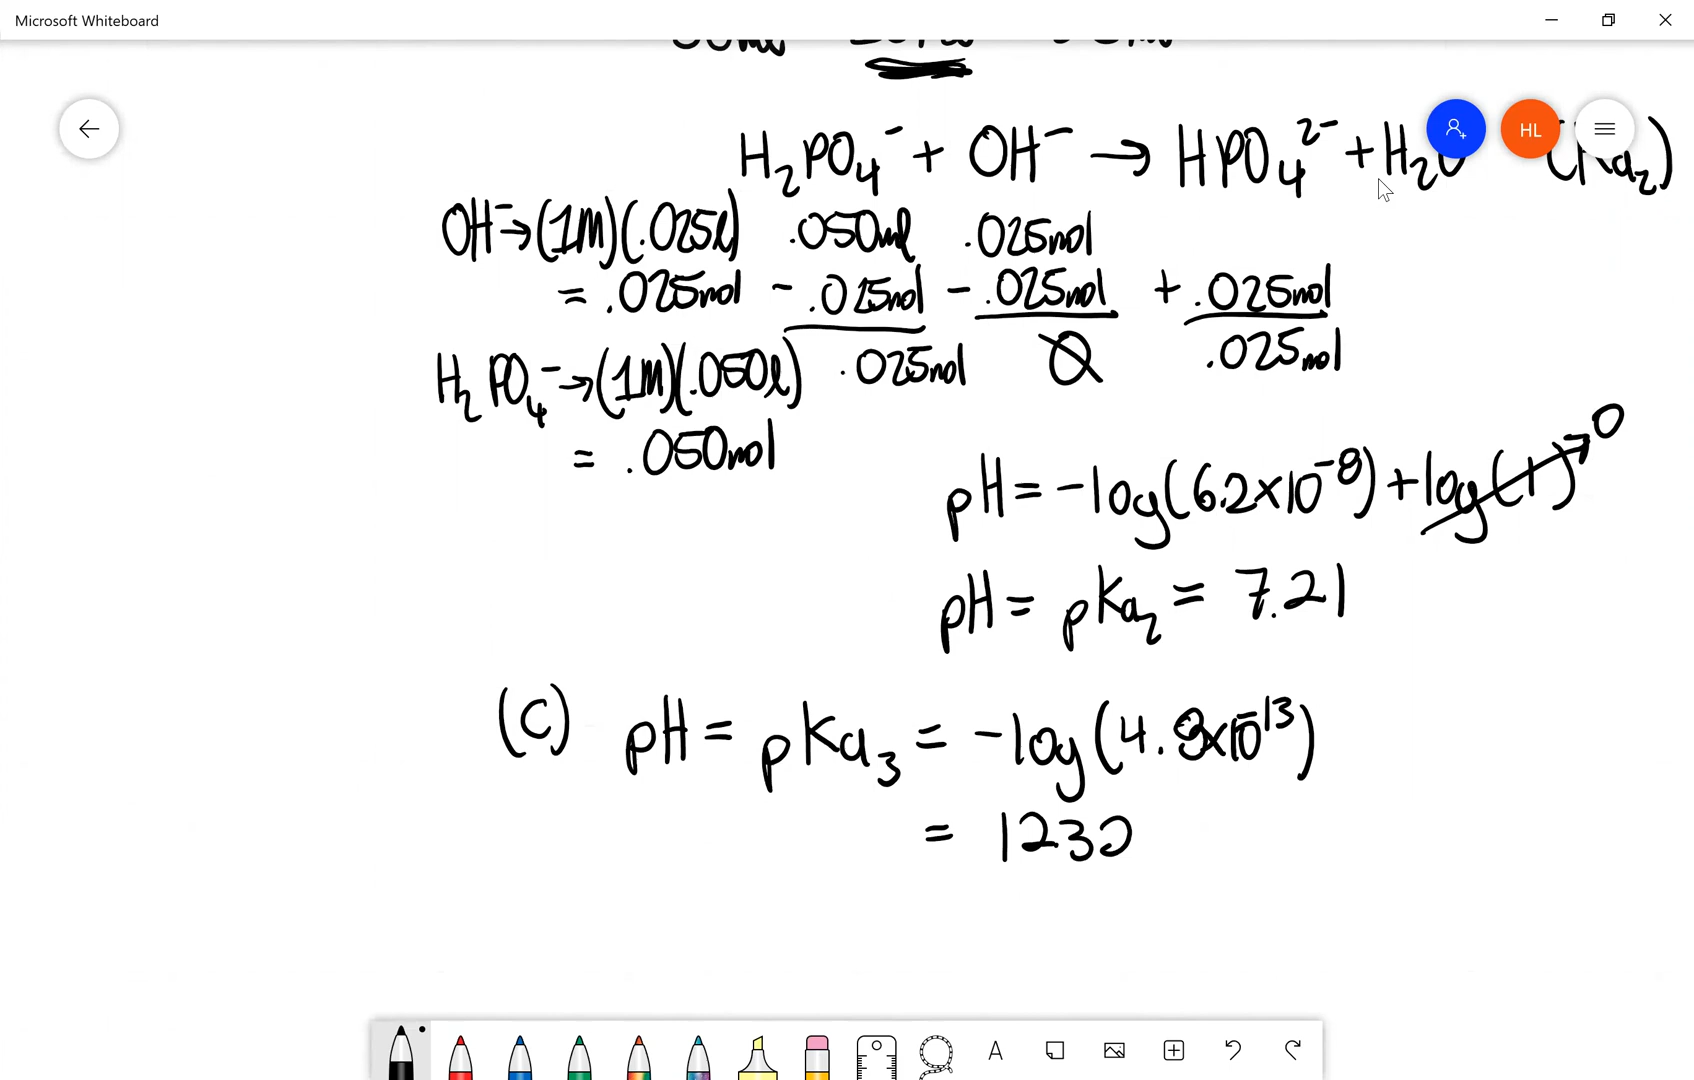 Microsoft Whiteboard
H₂PO₄⁻ + OH⁻ → HPO₄²⁻ + H₂O (Ka₂)
HL
OH⁻ → (1M)(.025l) .050ml .025mol
= .025mol - .025mol - .025mol + .025mol
H₂PO₄⁻ → (1M)(.050l) .025mol 0 .025mol
= .050mol
pH = -log(6.2×10⁻⁸) + log(1) → 0
pH = pKa₂ = 7.21
(C) pH = pKa₃ = -log(4.8×10⁻¹³)
= 12.32
A